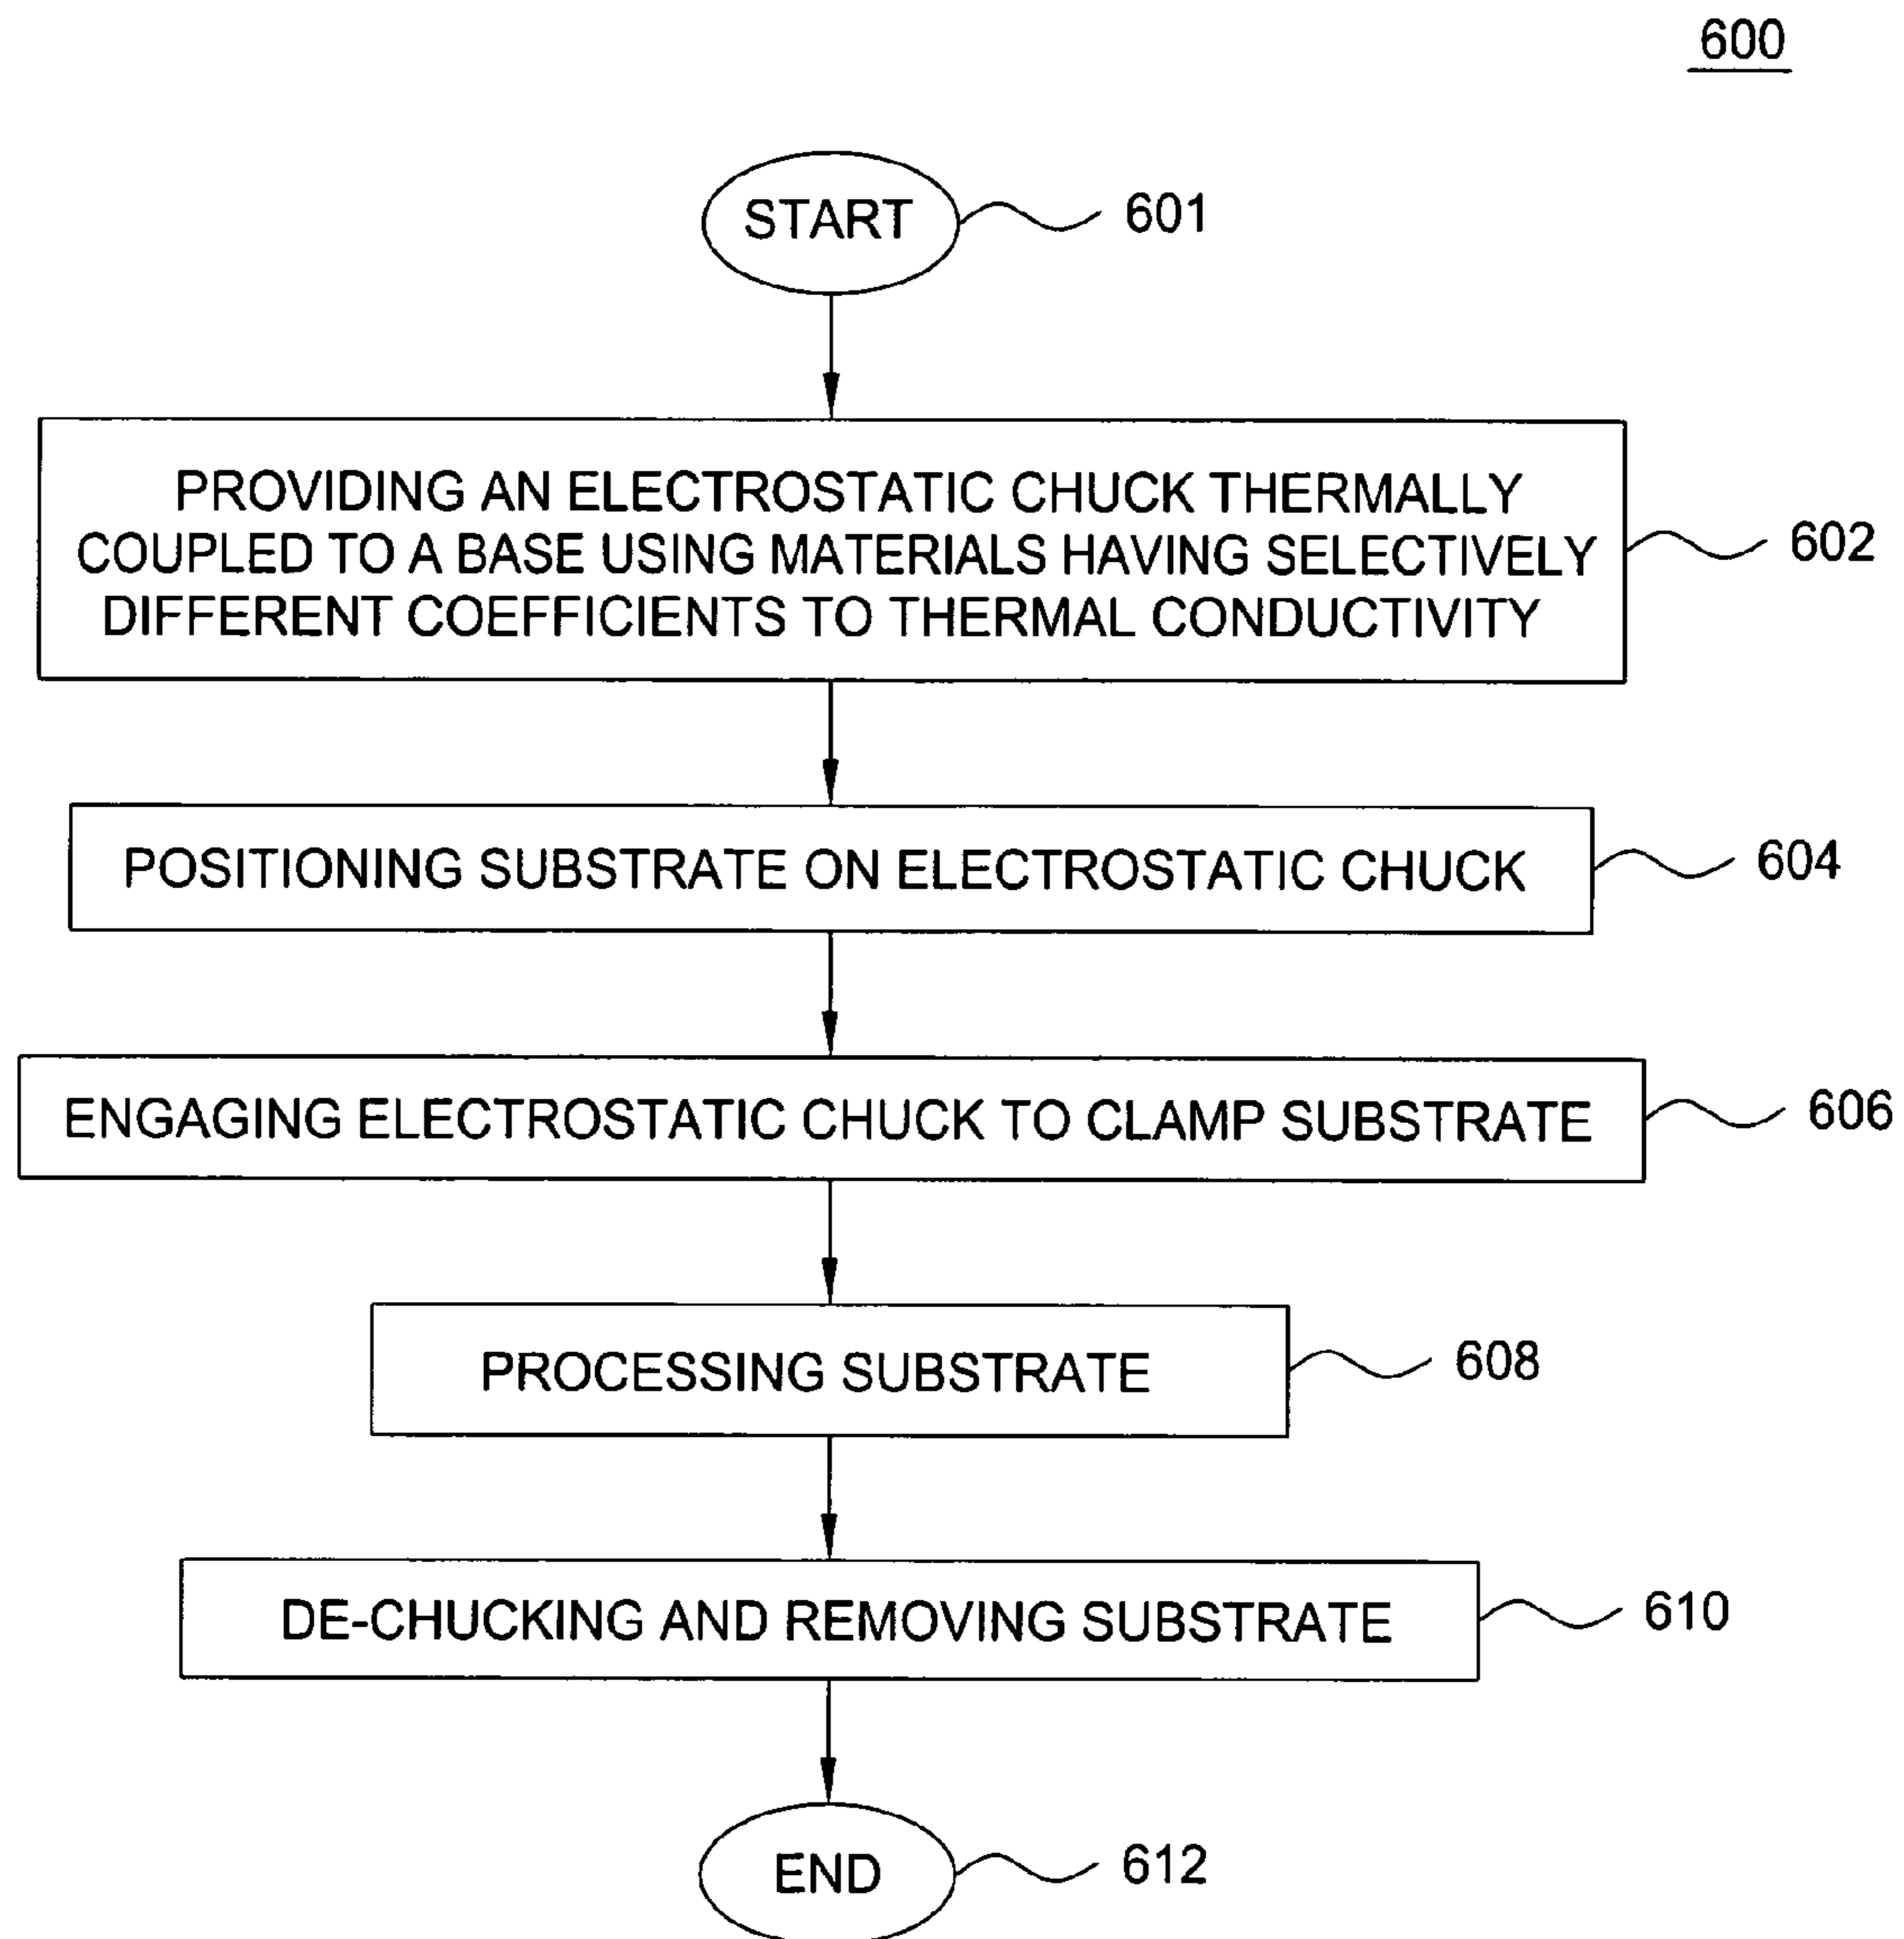 600
START
601
PROVIDING AN ELECTROSTATIC CHUCK THERMALLY
COUPLED TO A BASE USING MATERIALS HAVING SELECTIVELY
DIFFERENT COEFFICIENTS TO THERMAL CONDUCTIVITY
602
POSITIONING SUBSTRATE ON ELECTROSTATIC CHUCK
604
ENGAGING ELECTROSTATIC CHUCK TO CLAMP SUBSTRATE
606
PROCESSING SUBSTRATE
608
DE-CHUCKING AND REMOVING SUBSTRATE
610
END
612